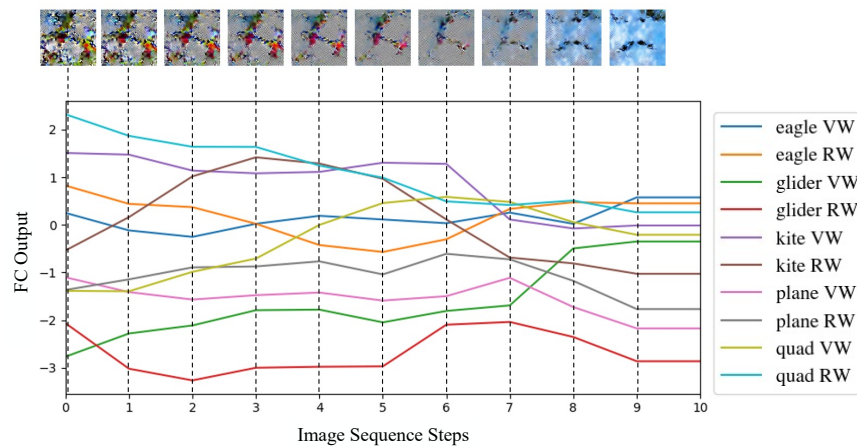 2
1
0
−1
−2
−3
FC Output
0 1 2 3 4 5 6 7 8 9 10
Image Sequence Steps
eagle VW
eagle RW
glider VW
glider RW
kite VW
kite RW
plane VW
plane RW
quad VW
quad RW